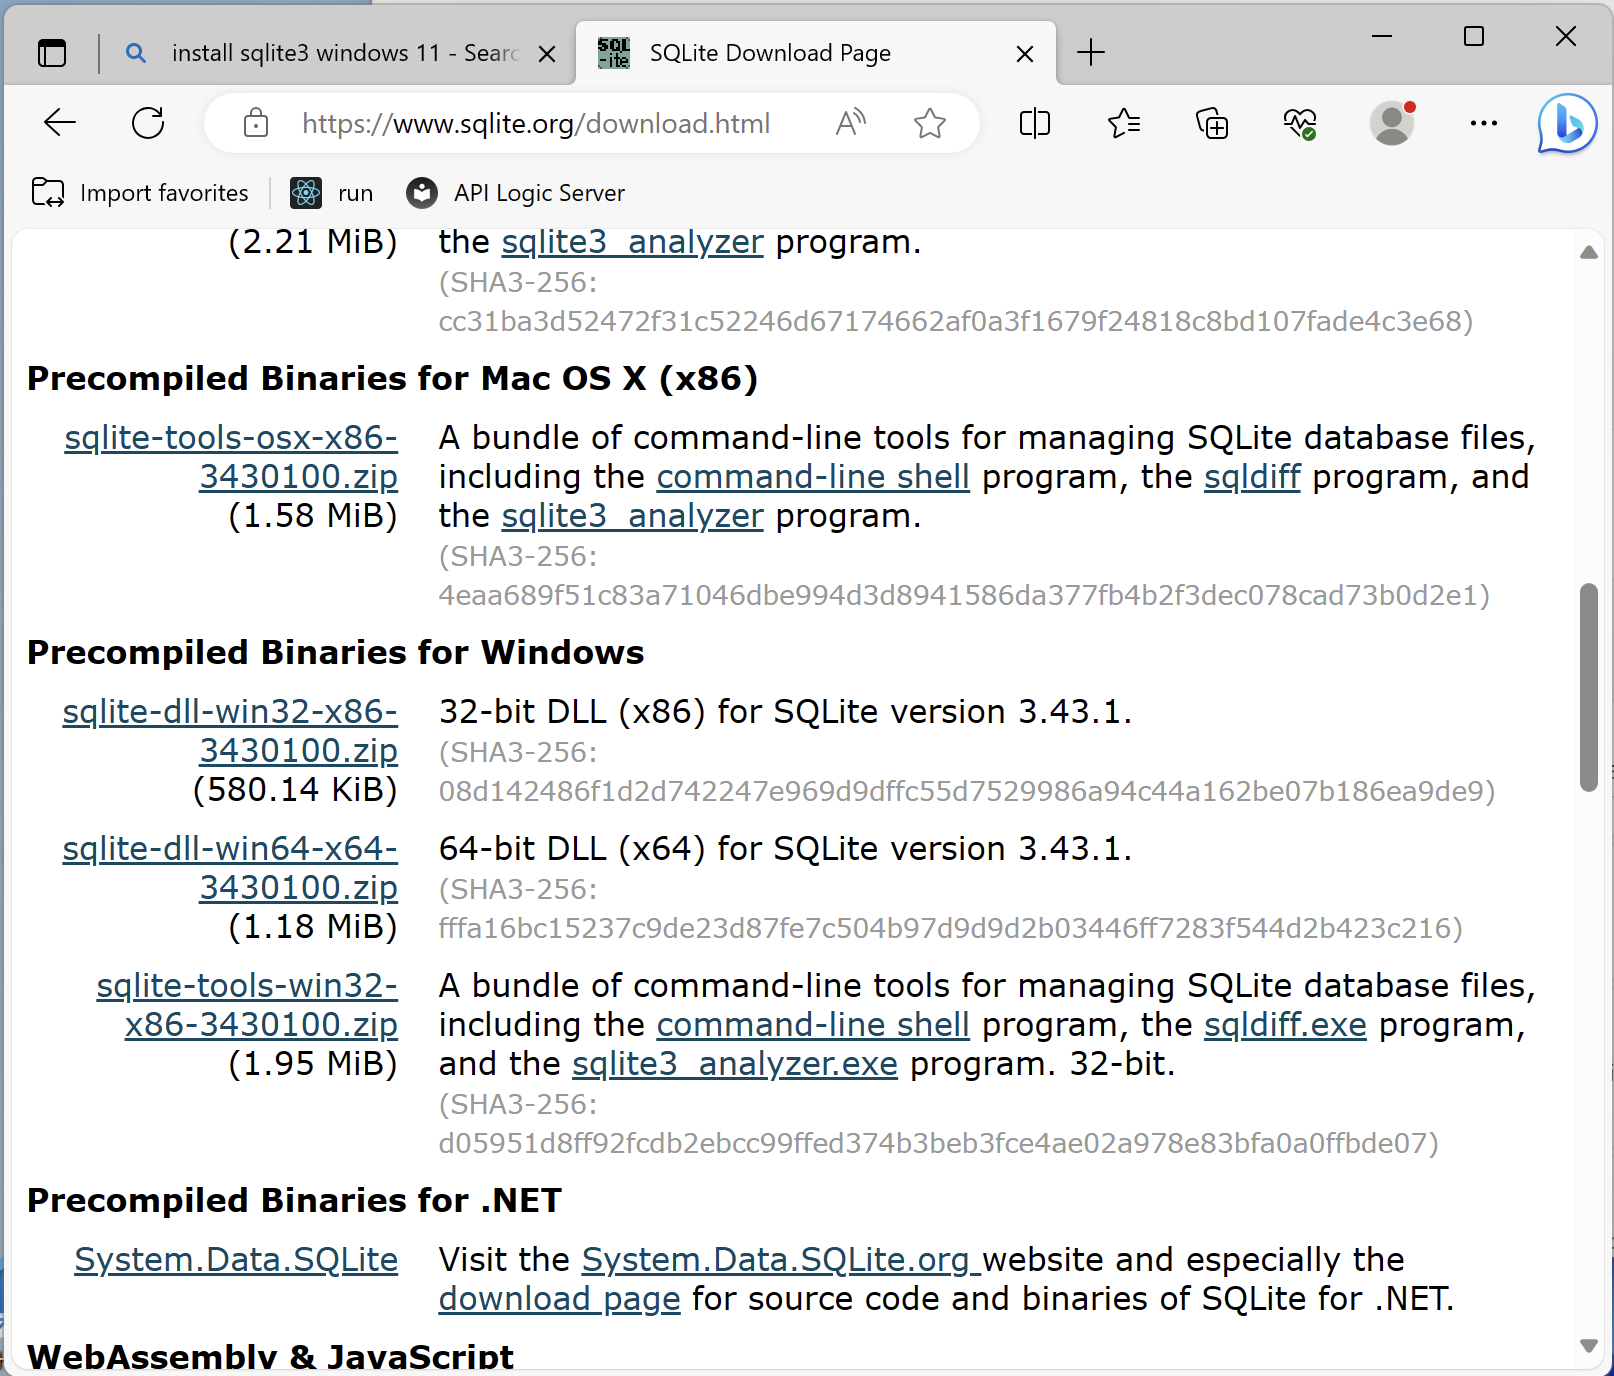 install sqlite3 windows 11 - Searc
SQLite Download Page
https://www.sqlite.org/download.html
Import favorites
run
API Logic Server
(2.21 MiB)
the sqlite3_analyzer program.
(SHA3-256:
cc31ba3d52472f31c52246d67174662af0a3f1679f24818c8bd107fade4c3e68)
Precompiled Binaries for Mac OS X (x86)
sqlite-tools-osx-x86-
3430100.zip
(1.58 MiB)
A bundle of command-line tools for managing SQLite database files,
including the command-line shell program, the sqldiff program, and
the sqlite3_analyzer program.
(SHA3-256:
4eaa689f51c83a71046dbe994d3d8941586da377fb4b2f3dec078cad73b0d2e1)
Precompiled Binaries for Windows
sqlite-dll-win32-x86-
3430100.zip
(580.14 KiB)
32-bit DLL (x86) for SQLite version 3.43.1.
(SHA3-256:
08d142486f1d2d742247e969d9dffc55d7529986a94c44a162be07b186ea9de9)
sqlite-dll-win64-x64-
3430100.zip
(1.18 MiB)
64-bit DLL (x64) for SQLite version 3.43.1.
(SHA3-256:
fffa16bc15237c9de23d87fe7c504b97d9d9d2b03446ff7283f544d2b423c216)
sqlite-tools-win32-
x86-3430100.zip
(1.95 MiB)
A bundle of command-line tools for managing SQLite database files,
including the command-line shell program, the sqldiff.exe program,
and the sqlite3_analyzer.exe program. 32-bit.
(SHA3-256:
d05951d8ff92fcdb2ebcc99ffed374b3beb3fce4ae02a978e83bfa0a0ffbde07)
Precompiled Binaries for .NET
System.Data.SQLite
Visit the System.Data.SQLite.org website and especially the
download page for source code and binaries of SQLite for .NET.
WebAssembly & JavaScript